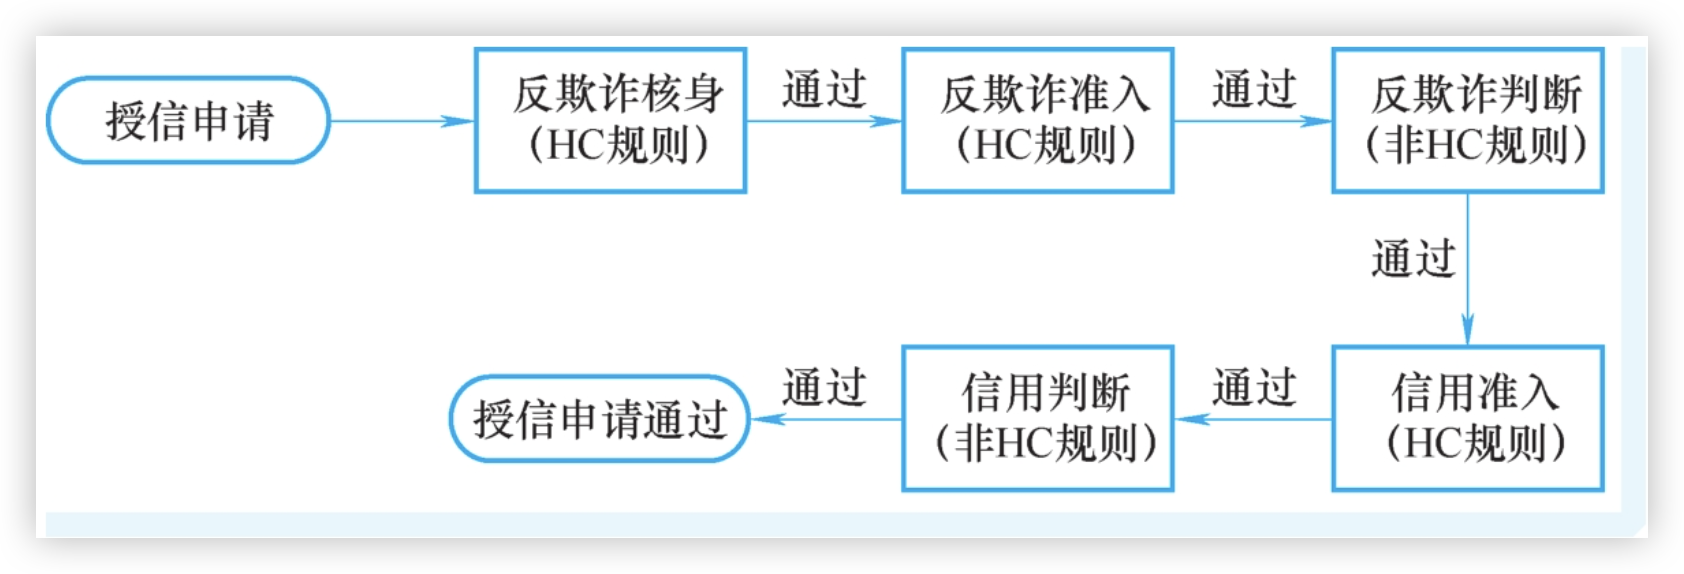 授信申请
反欺诈核身
（HC规则）
通过
反欺诈准入
（HC规则）
通过
反欺诈判断
（非HC规则）
通过
信用准入
（HC规则）
通过
信用判断
（非HC规则）
通过
授信申请通过